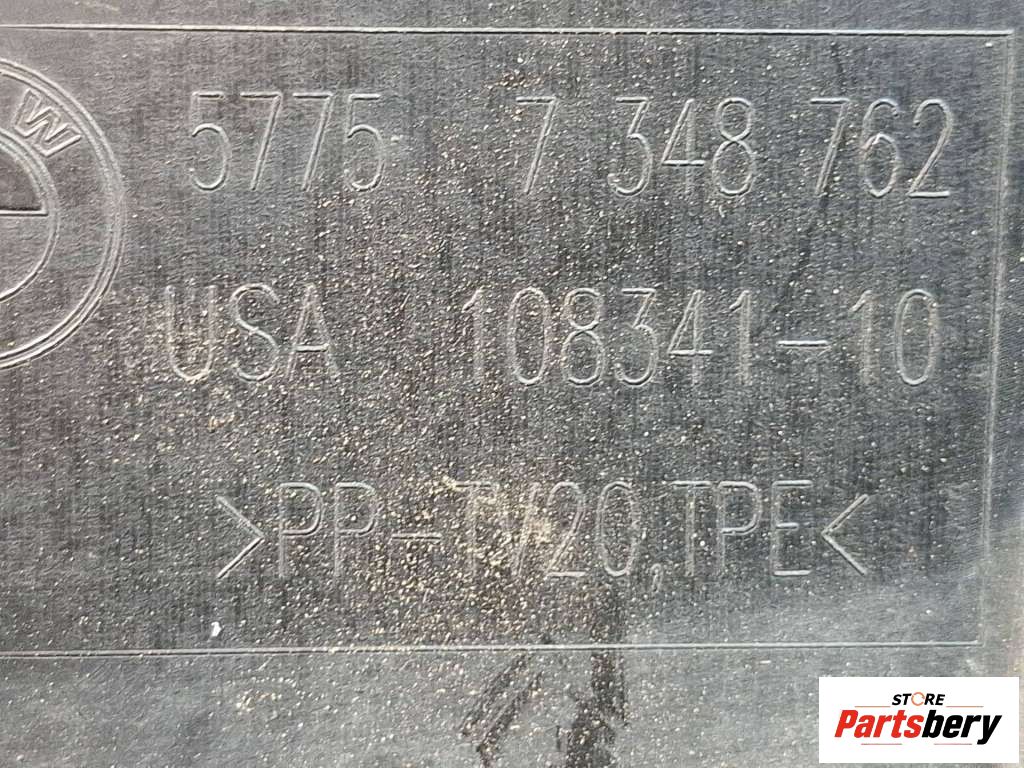 W
5775 7 348 762
USA 108341-10
>PP-TV20,TPE<
STORE
Partsbery